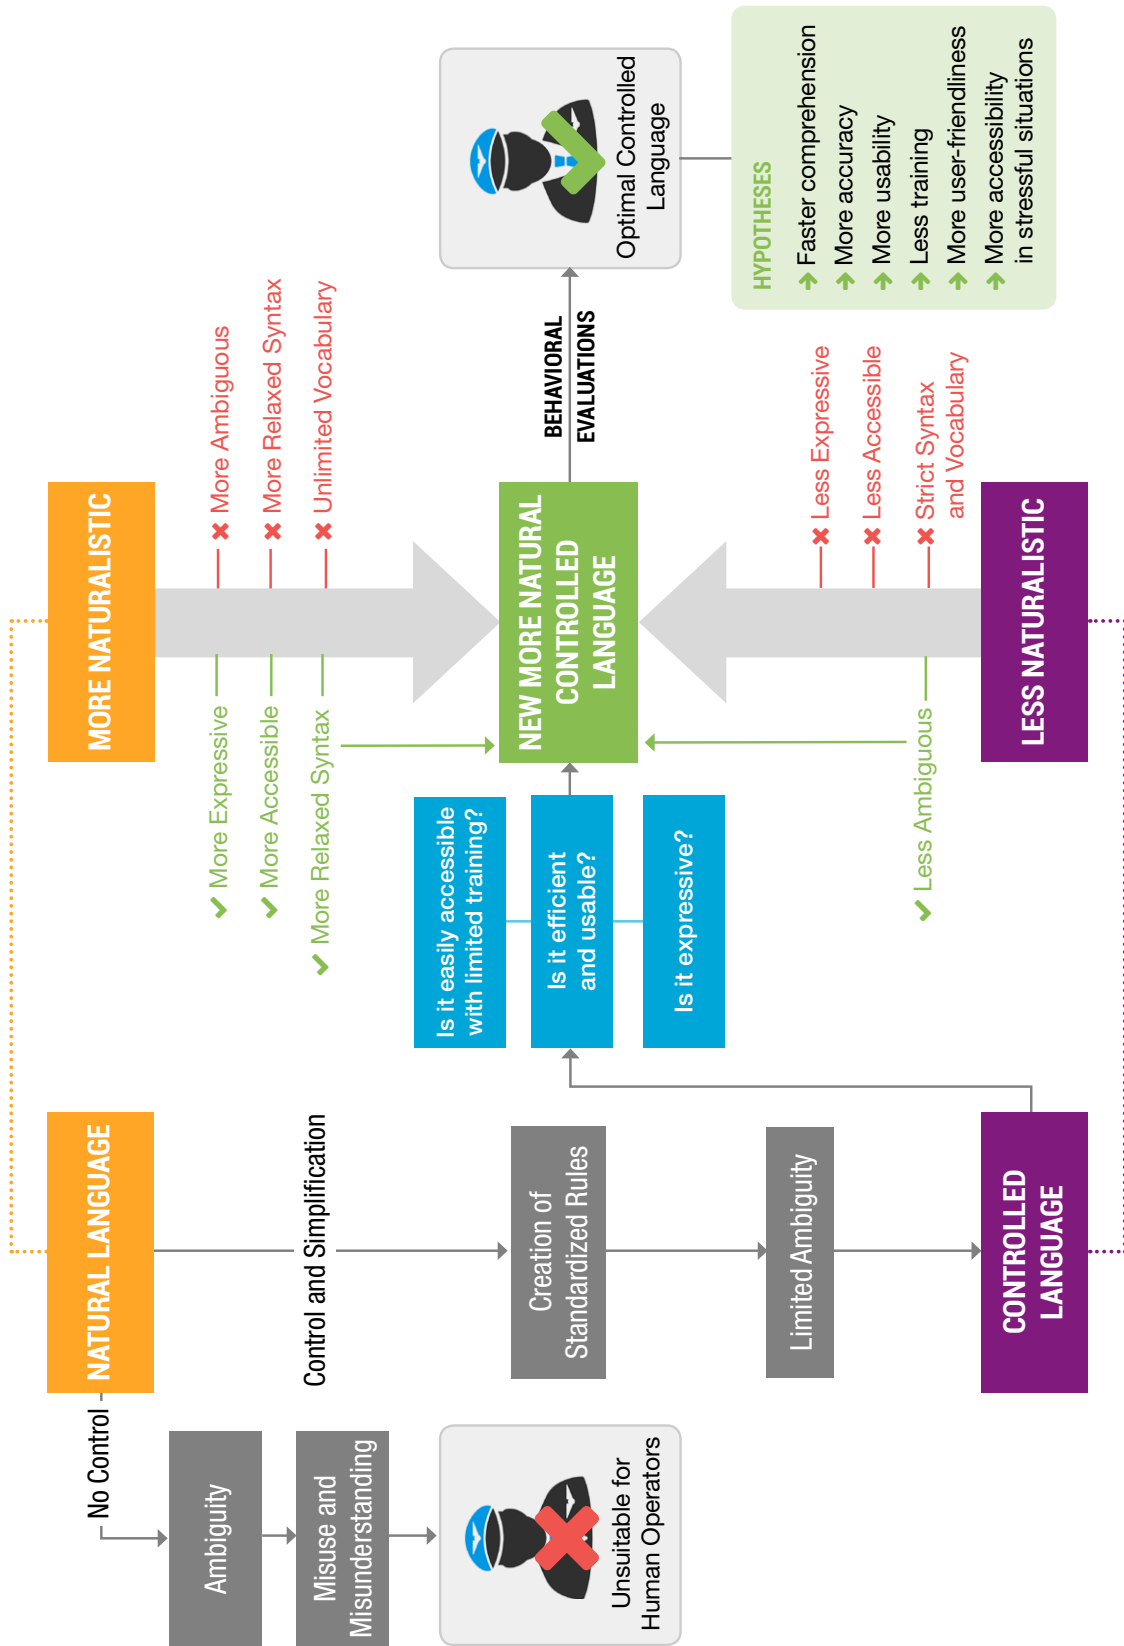 No Control
Ambiguity
Misuse and
Misunderstanding
Unsuitable for
Human Operators
NATURAL LANGUAGE
Control and Simplification
Creation of
Standardized Rules
Limited Ambiguity
CONTROLLED
LANGUAGE
Is it easily accessible
with limited training?
Is it efficient
and usable?
Is it expressive?
MORE NATURALISTIC
More Expressive
More Accessible
More Relaxed Syntax
More Ambiguous
More Relaxed Syntax
Unlimited Vocabulary
NEW MORE NATURAL
CONTROLLED
LANGUAGE
Less Ambiguous
Less Expressive
Less Accessible
Strict Syntax
and Vocabulary
LESS NATURALISTIC
BEHAVIORAL
EVALUATIONS
Optimal Controlled
Language
HYPOTHESES
Faster comprehension
More accuracy
More usability
Less training
More user-friendliness
More accessibility
in stressful situations